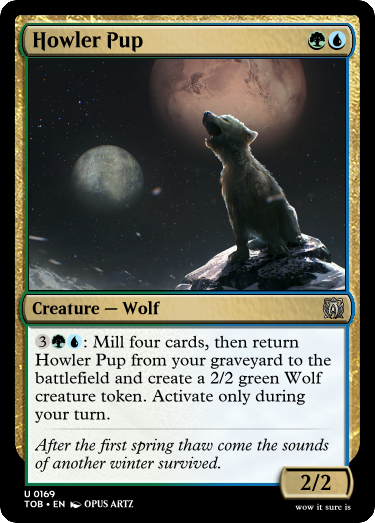 Howler Pup
3: Mill four cards, then return
Howler Pup from your graveyard to the
battlefield and create a 2/2 green Wolf
creature token. Activate only during
your turn.
After the first spring thaw come the sounds
of another winter survived.
Creature — Wolf
2/2
U 0169
TOB • EN OPUS ARTZ
wow it sure is